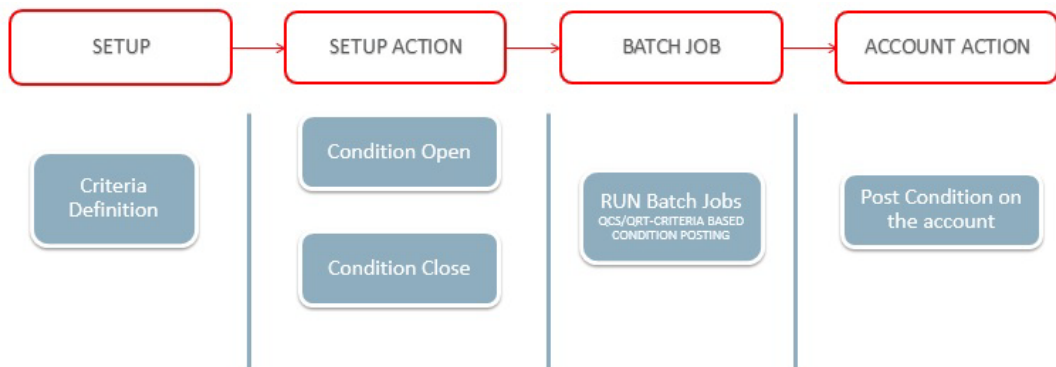 SETUP
SETUP ACTION
BATCH JOB
ACCOUNT ACTION
Criteria
Definition
Condition Open
Condition Close
RUN Batch Jobs
QCS/QRT-CRITERIA BASED
CONDITION POSTING
Post Condition on
the account